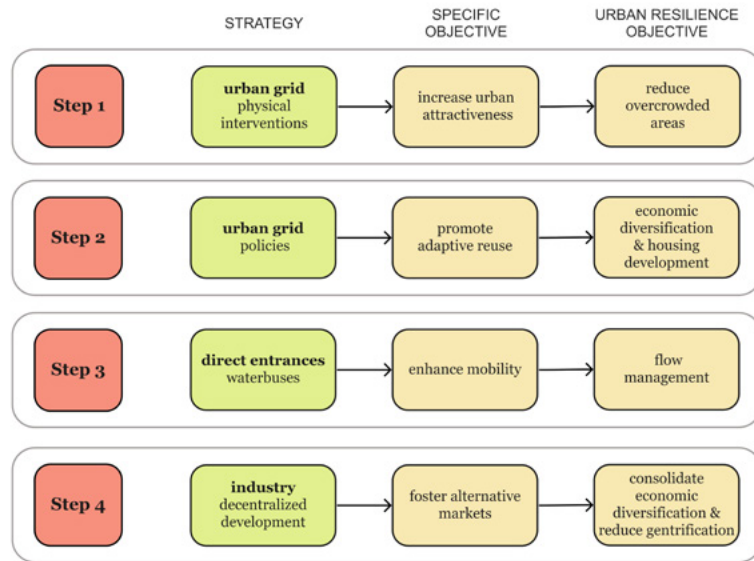 STRATEGY
SPECIFIC
OBJECTIVE
URBAN RESILIENCE
OBJECTIVE
Step 1
urban grid
physical
interventions
increase urban
attractiveness
reduce
overcrowded
areas
Step 2
urban grid
policies
promote
adaptive reuse
economic
diversification
& housing
development
Step 3
direct entrances
waterbuses
enhance mobility
flow
management
Step 4
industry
decentralized
development
foster alternative
markets
consolidate
economic
diversification &
reduce gentrification